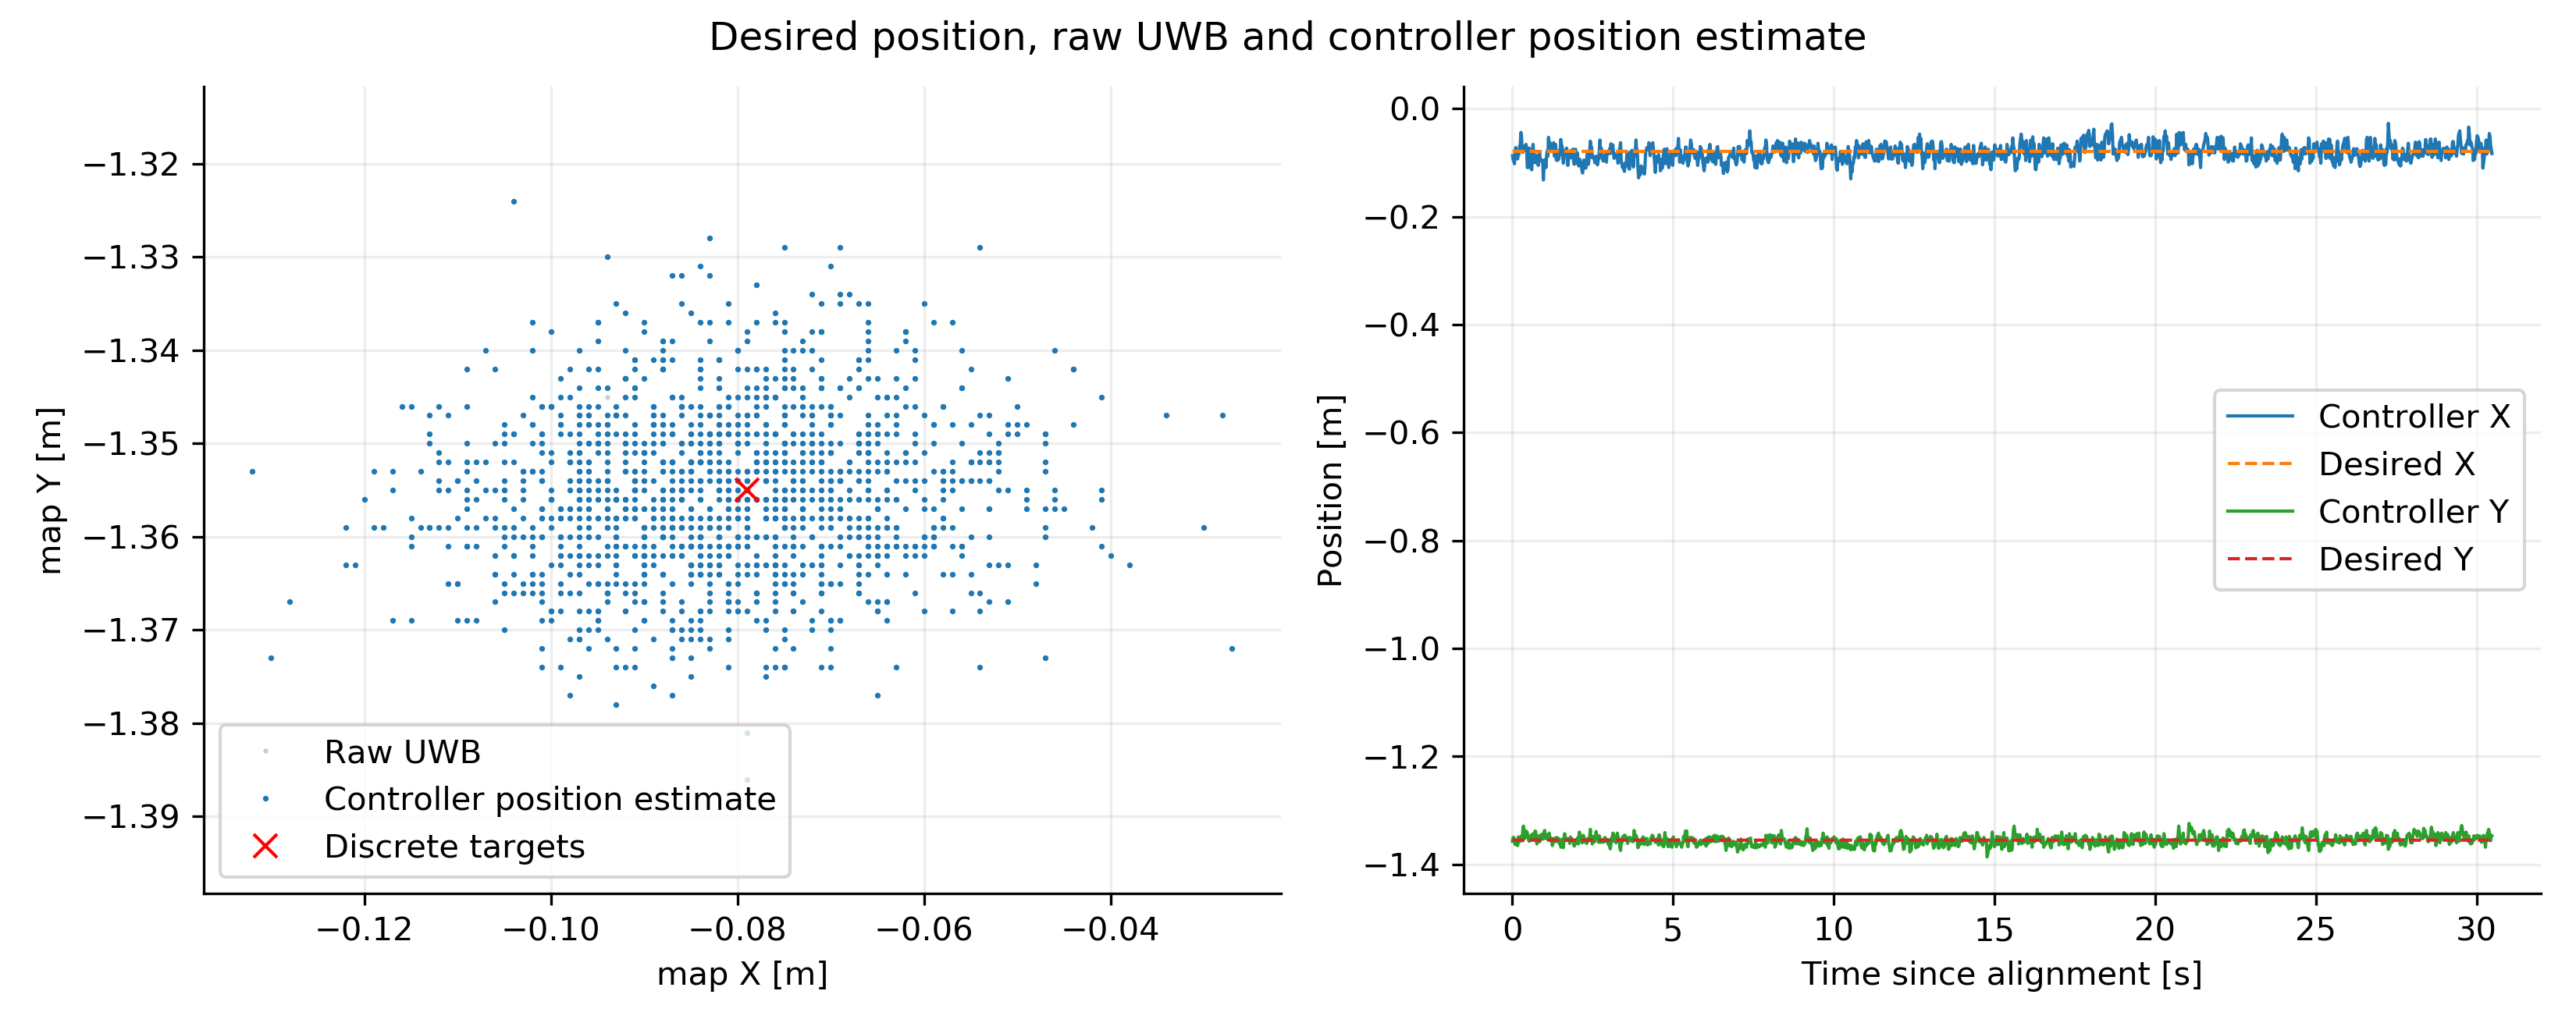 Desired position, raw UWB and controller position estimate
−1.32
−1.33
−1.34
−1.35
−1.36
−1.37
−1.38
−1.39
map Y [m]
Raw UWB
Controller position estimate
Discrete targets
−0.12
−0.10
−0.08
−0.06
−0.04
map X [m]
0.0
−0.2
−0.4
−0.6
−0.8
−1.0
−1.2
−1.4
Position [m]
Controller X
Desired X
Controller Y
Desired Y
0
5
10
15
20
25
30
Time since alignment [s]